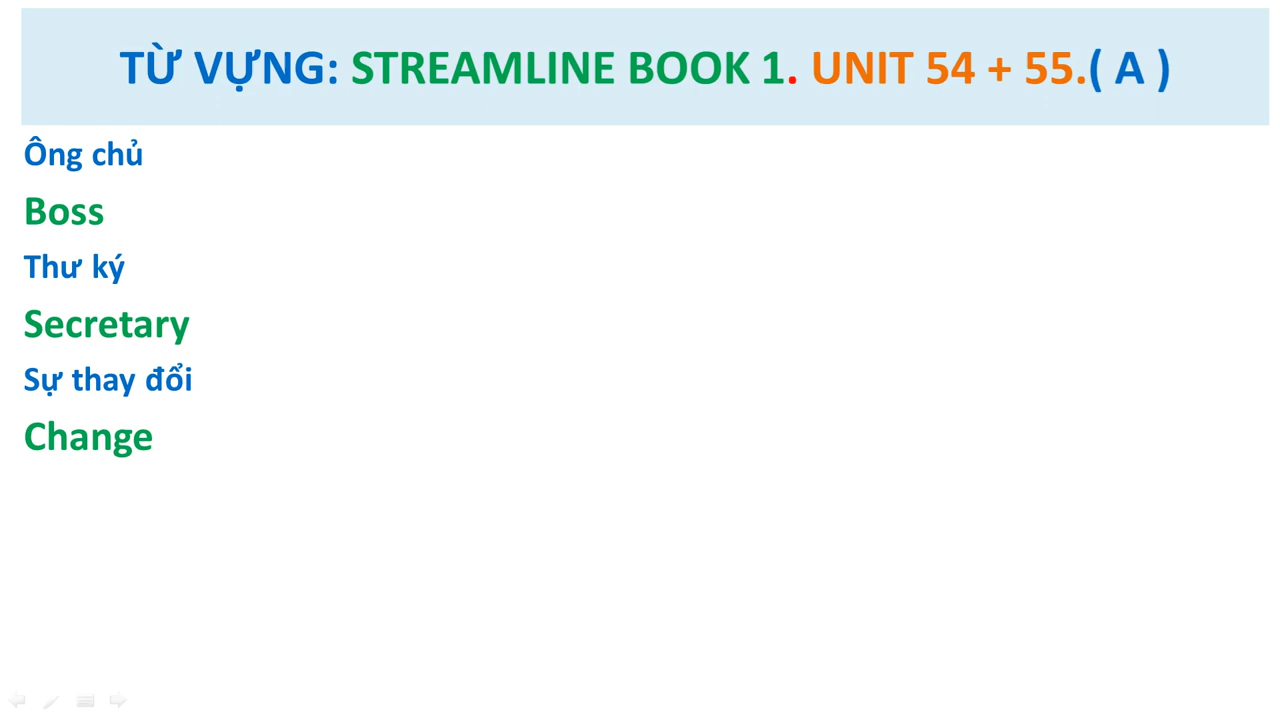 TỪ VỰNG: STREAMLINE BOOK 1. UNIT 54 + 55.( A )
Ông chủ
Boss
Thư ký
Secretary
Sự thay đổi
Change